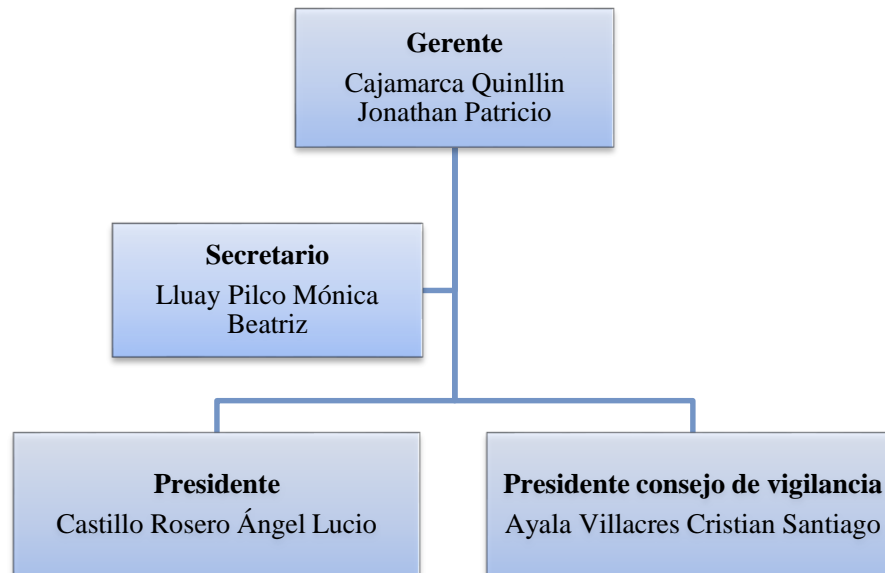 Gerente
Cajamarca Quinllin
Jonathan Patricio
Secretario
Lluay Pilco Mónica
Beatriz
Presidente
Castillo Rosero Ángel Lucio
Presidente consejo de vigilancia
Ayala Villacres Cristian Santiago